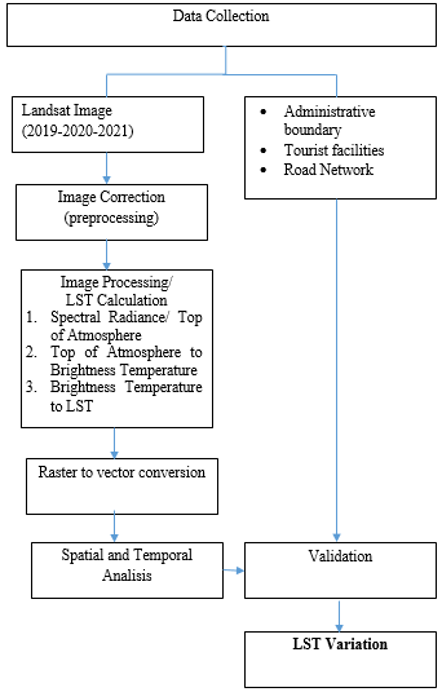 Data Collection
Landsat Image
(2019-2020-2021)
• Administrative
boundary
• Tourist facilities
• Road Network
Image Correction
(preprocessing)
Image Processing/
LST Calculation
1. Spectral Radiance/ Top
of Atmosphere
2. Top of Atmosphere to
Brightness Temperature
3. Brightness Temperature
to LST
Raster to vector conversion
Spatial and Temporal
Analisis
Validation
LST Variation